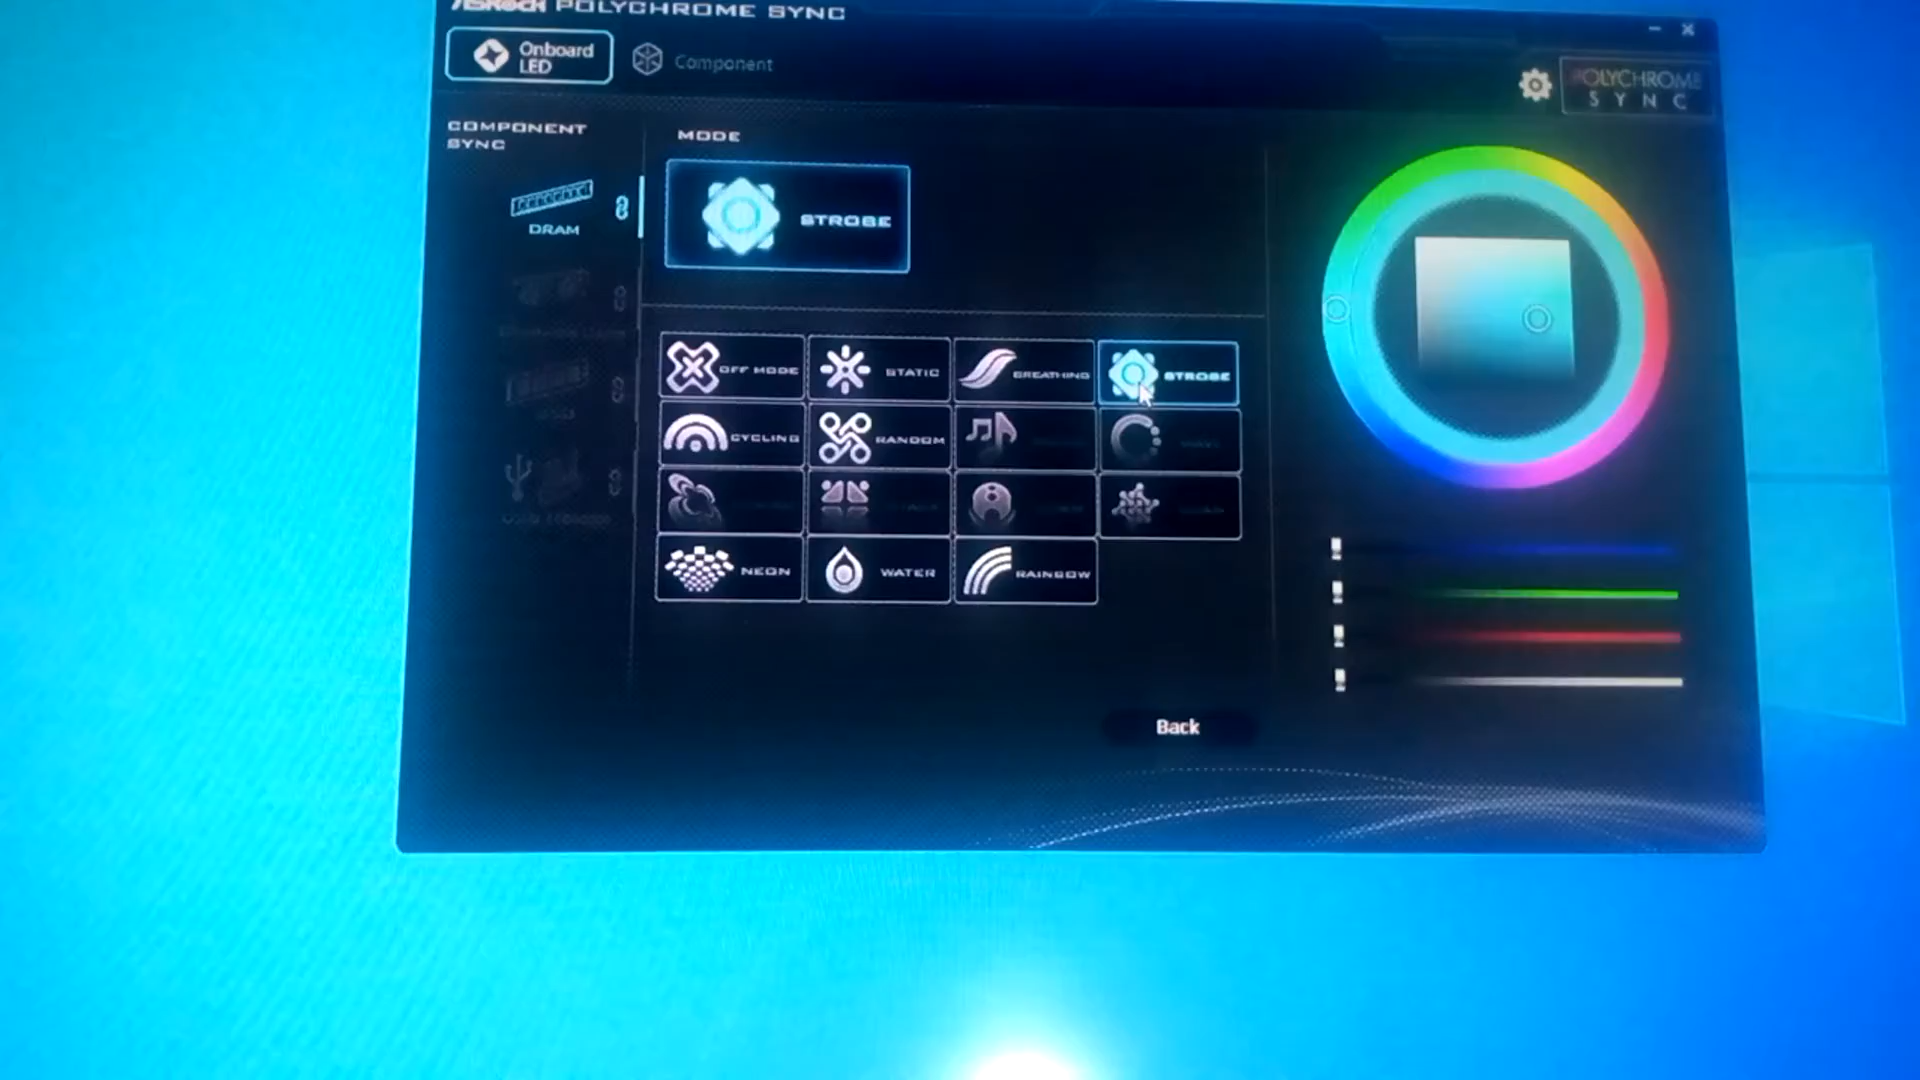 ASRock POLYCHROME SYNC
Onboard
LED
Component
POLYCHROME
SYNC
COMPONENT
SYNC
DRAM
MODE
STROBE
OFF MODE
STATIC
BREATHING
STROBE
CYCLING
RANDOM
NEON
WATER
RAINBOW
Back